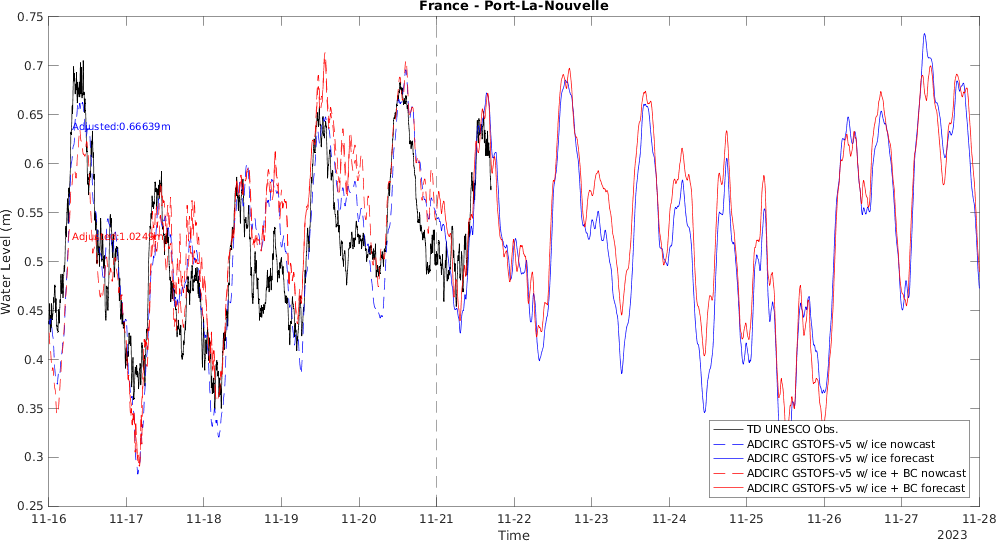 France - Port-La-Nouvelle
Water Level (m)
0.75
0.7
0.65
0.6
0.55
0.5
0.45
0.4
0.35
0.3
0.25
Adjusted:0.66639m
Adjusted:1.0249m
TD UNESCO Obs.
ADCIRC GSTOFS-v5 w/ ice nowcast
ADCIRC GSTOFS-v5 w/ ice forecast
ADCIRC GSTOFS-v5 w/ ice + BC nowcast
ADCIRC GSTOFS-v5 w/ ice + BC forecast
11-16 11-17 11-18 11-19 11-20 11-21 11-22 11-23 11-24 11-25 11-26 11-27 11-28
Time
2023